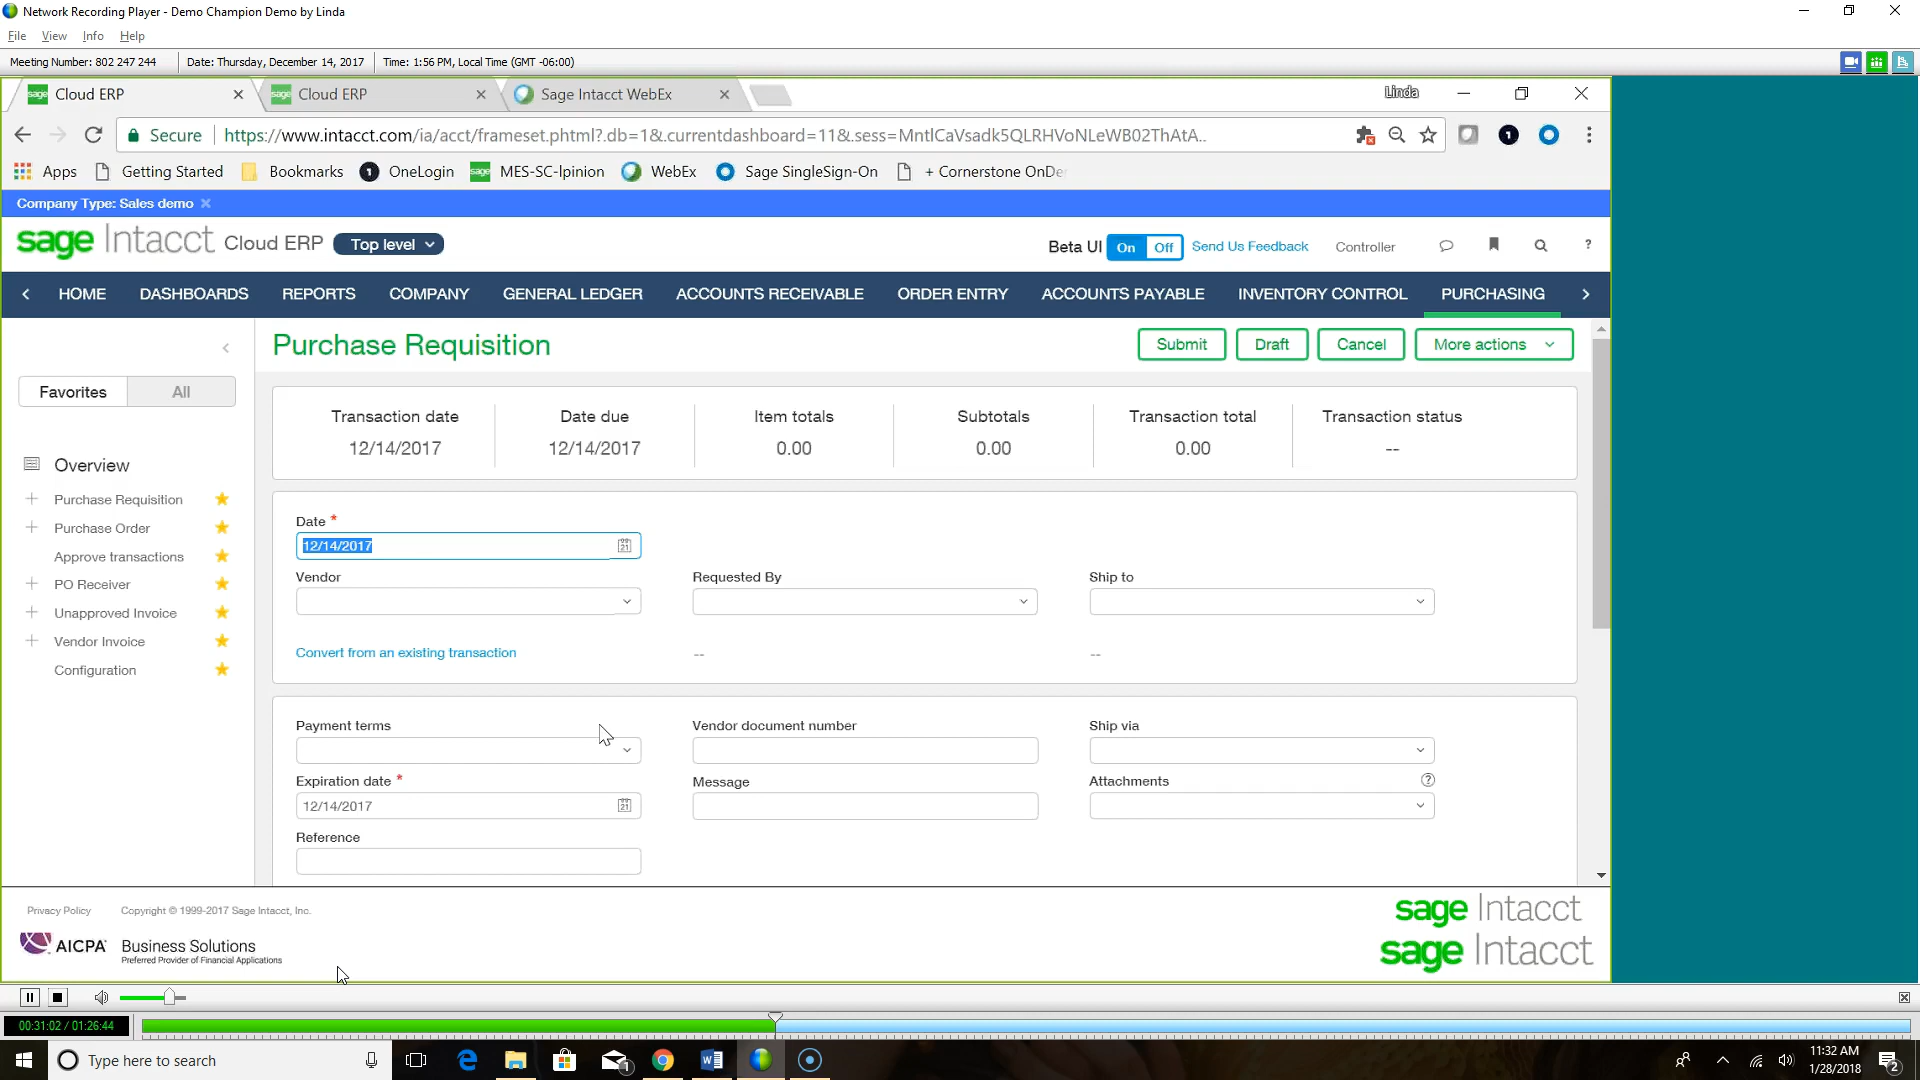 Network Recording Player - Demo Champion Demo by Linda
File View Info Help
Meeting Number: 802 247 244 Date: Thursday, December 14, 2017 Time: 1:56 PM, Local Time (GMT -06:00)
sage Cloud ERP sage Cloud ERP Sage Intacct WebEx Linda
Secure https://www.intacct.com/ia/acct/frameset.phtml?.db=1&.currentdashboard=11&.sess=MntlCaVsadk5QLRHVoNLeWB02ThAtA..
Apps Getting Started Bookmarks 1 OneLogin sage MES-SC-Ipinion WebEx Sage SingleSign-On + Cornerstone OnDe
Company Type: Sales demo
sage Intacct Cloud ERP Top level Beta UI On Off Send Us Feedback Controller ?
HOME DASHBOARDS REPORTS COMPANY GENERAL LEDGER ACCOUNTS RECEIVABLE ORDER ENTRY ACCOUNTS PAYABLE INVENTORY CONTROL PURCHASING
Purchase Requisition Submit Draft Cancel More actions
Favorites All
Transaction date Date due Item totals Subtotals Transaction total Transaction status
12/14/2017 12/14/2017 0.00 0.00 0.00 --
Overview
Purchase Requisition
Purchase Order
Approve transactions
PO Receiver
Unapproved Invoice
Vendor Invoice
Configuration
Date *
12/14/2017 21
Vendor Requested By Ship to
Convert from an existing transaction -- --
Payment terms Vendor document number Ship via
Expiration date * Message Attachments ?
12/14/2017 21
Reference
Privacy Policy Copyright © 1999-2017 Sage Intacct, Inc. sage Intacct
AICPA Business Solutions sage Intacct
Preferred Provider of Financial Applications
00:31:02 / 01:26:44
Type here to search 1 11:32 AM
1/28/2018 2